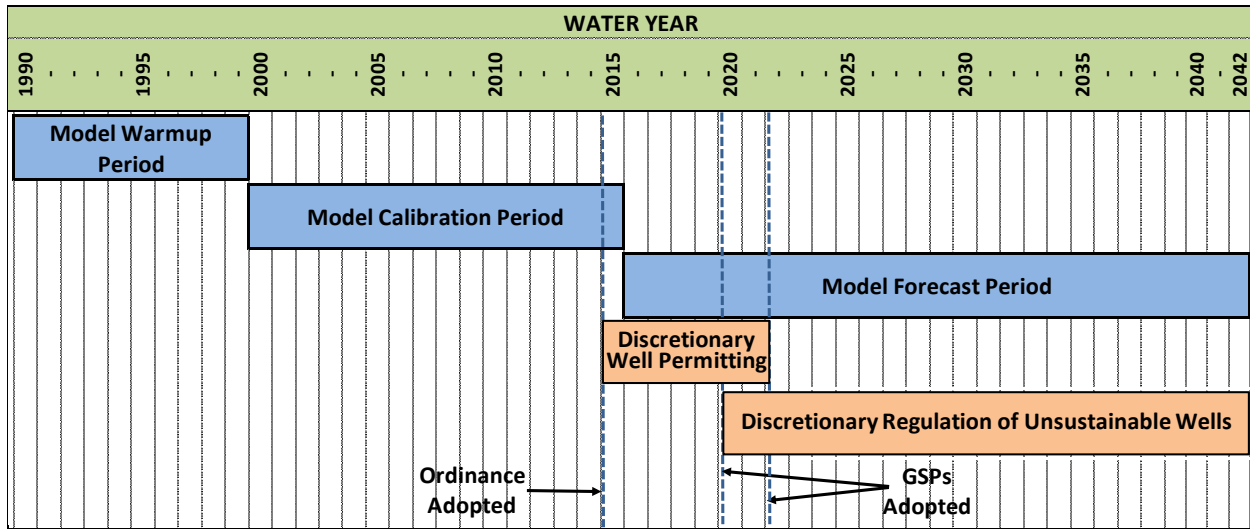 WATER YEAR
1990 - - - - 1995 - - - - 2000 - - - - 2005 - - - - 2010 - - - - 2015 - - - - 2020 - - - - 2025 - - - - 2030 - - - - 2035 - - - - 2040 - 2042
Model Warmup
Period
Model Calibration Period
Model Forecast Period
Discretionary
Well Permitting
Discretionary Regulation of Unsustainable Wells
Ordinance
Adopted
GSPs
Adopted